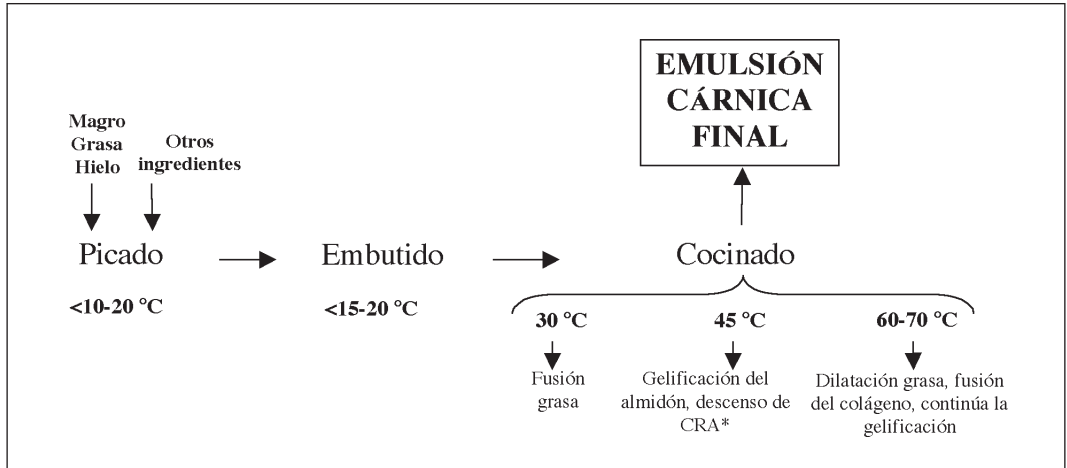 EMULSIÓN
CÁRNICA
FINAL
Magro
Grasa
Hielo
Otros
ingredientes
Picado
Embutido
Cocinado
<10-20 °C
<15-20 °C
30 °C
45 °C
60-70 °C
Fusión
grasa
Gelificación del
almidón, descenso de
CRA*
Dilatación grasa, fusión
del colágeno, continúa la
gelificación